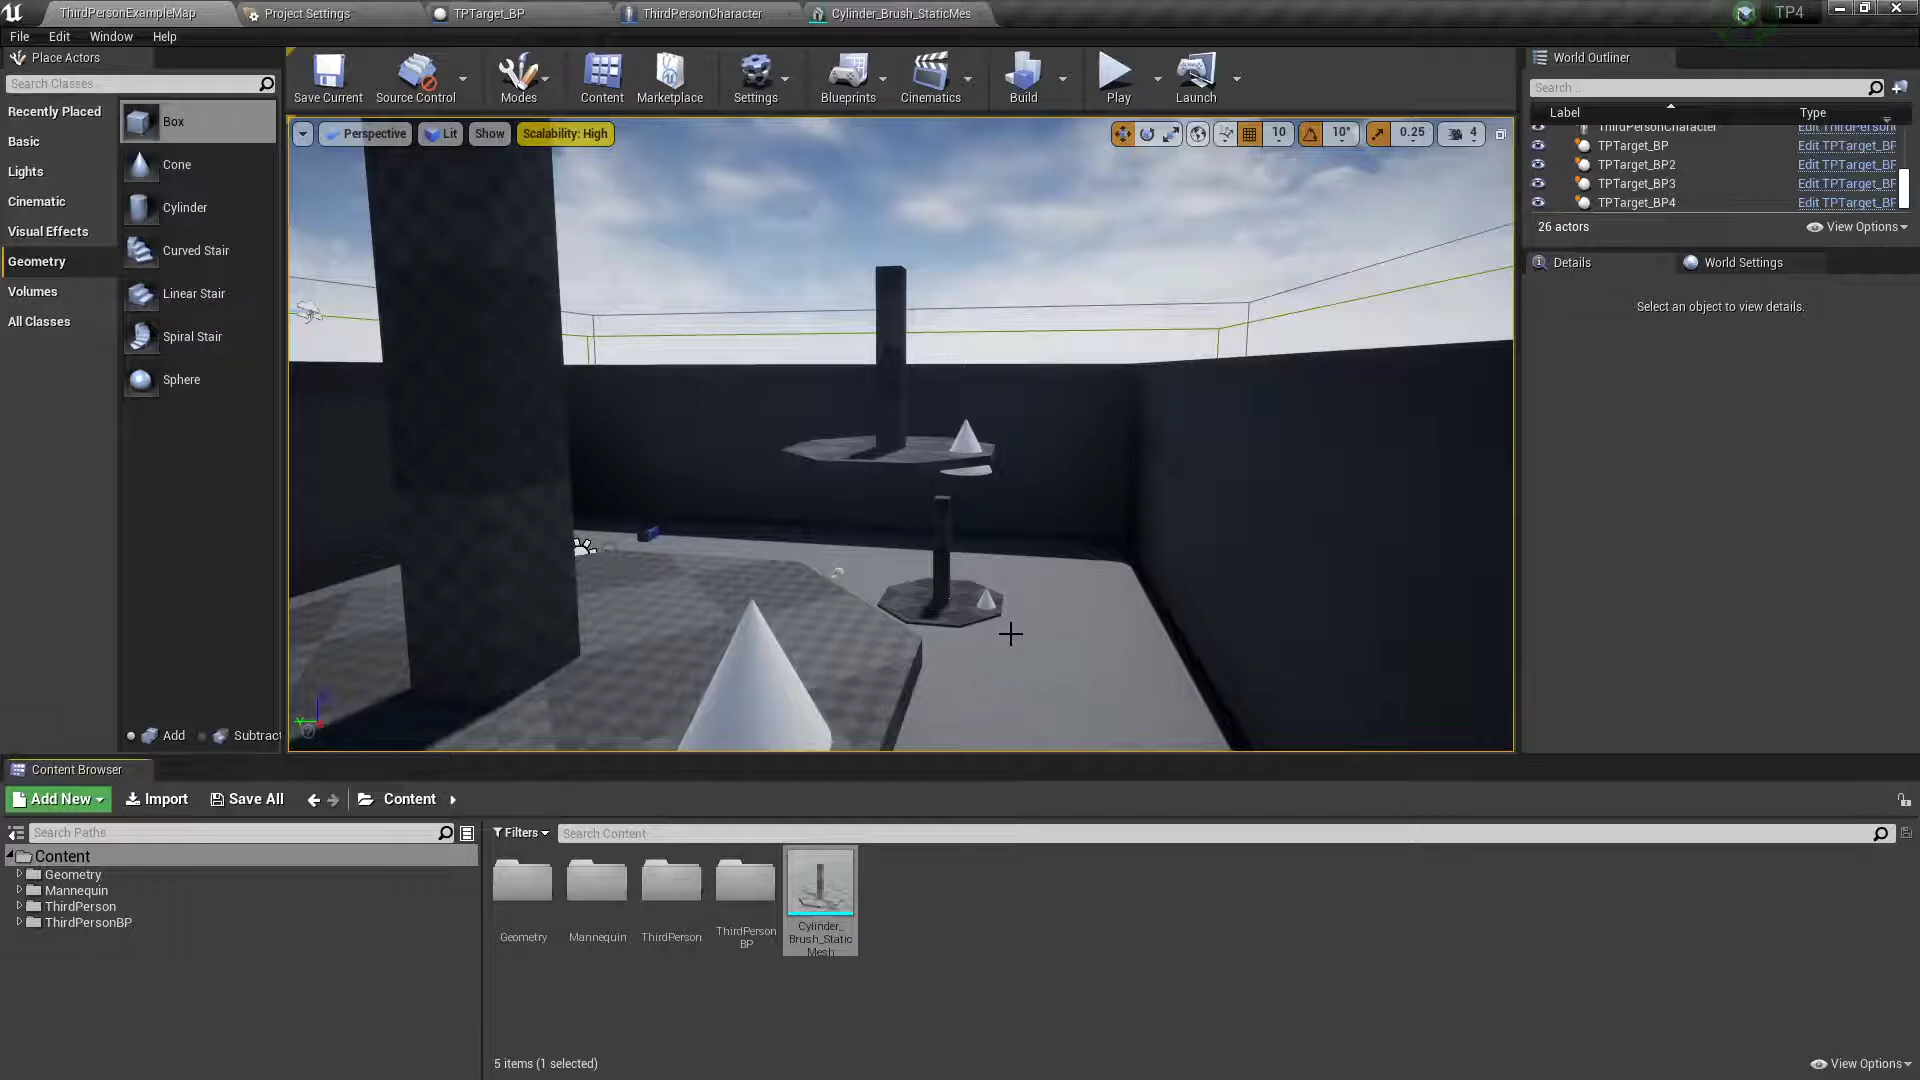 ThirdPersonExampleMap
Project Settings
TPTarget_BP
ThirdPersonCharacter
Cylinder_Brush_StaticMes
TP4
File
Edit
Window
Help
Place Actors
Search Classes
Recently Placed
Basic
Lights
Cinematic
Visual Effects
Geometry
Volumes
All Classes
Box
Cone
Cylinder
Curved Stair
Linear Stair
Spiral Stair
Sphere
Add
Subtract
Save Current
Source Control
Modes
Content
Marketplace
Settings
Blueprints
Cinematics
Build
Play
Launch
Perspective
Lit
Show
Scalability: High
10
10°
0.25
4
World Outliner
Search...
Label
Type
ThirdPersonCharacter
Edit ThirdPerson
TPTarget_BP
Edit TPTarget_BP
TPTarget_BP2
Edit TPTarget_BP
TPTarget_BP3
Edit TPTarget_BP
TPTarget_BP4
Edit TPTarget_BP
26 actors
View Options
Details
World Settings
Select an object to view details.
Content Browser
Add New
Import
Save All
Content
Search Paths
Content
Geometry
Mannequin
ThirdPerson
ThirdPersonBP
Filters
Search Content
Geometry
Mannequin
ThirdPerson
ThirdPerson
BP
Cylinder_
Brush_Static
Mesh
5 items (1 selected)
View Options